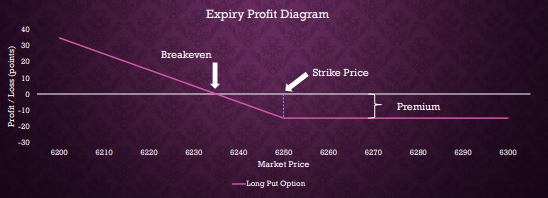 Expiry Profit Diagram
40
30
20
10
0
-10
-20
-30
Profit / Loss (points)
Breakeven
Strike Price
Premium
6200 6210 6220 6230 6240 6250 6260 6270 6280 6290 6300
Market Price
Long Put Option